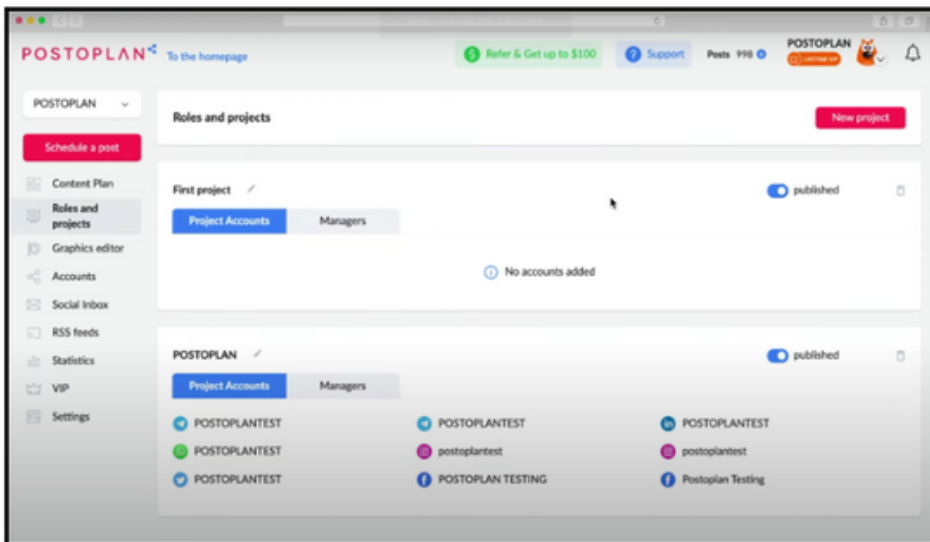 POSTOPLAN To the homepage
$ Refer & Get up to $100
? Support
Posts 998
POSTOPLAN
LIFETIME VIP
POSTOPLAN
Schedule a post
Content Plan
Roles and
projects
Graphics editor
Accounts
Social Inbox
RSS feeds
Statistics
VIP
Settings
Roles and projects
New project
First project
published
Project Accounts
Managers
No accounts added
POSTOPLAN
published
Project Accounts
Managers
POSTOPLANTEST
POSTOPLANTEST
POSTOPLANTEST
POSTOPLANTEST
postoplantest
postoplantest
POSTOPLANTEST
POSTOPLAN TESTING
Postoplan Testing